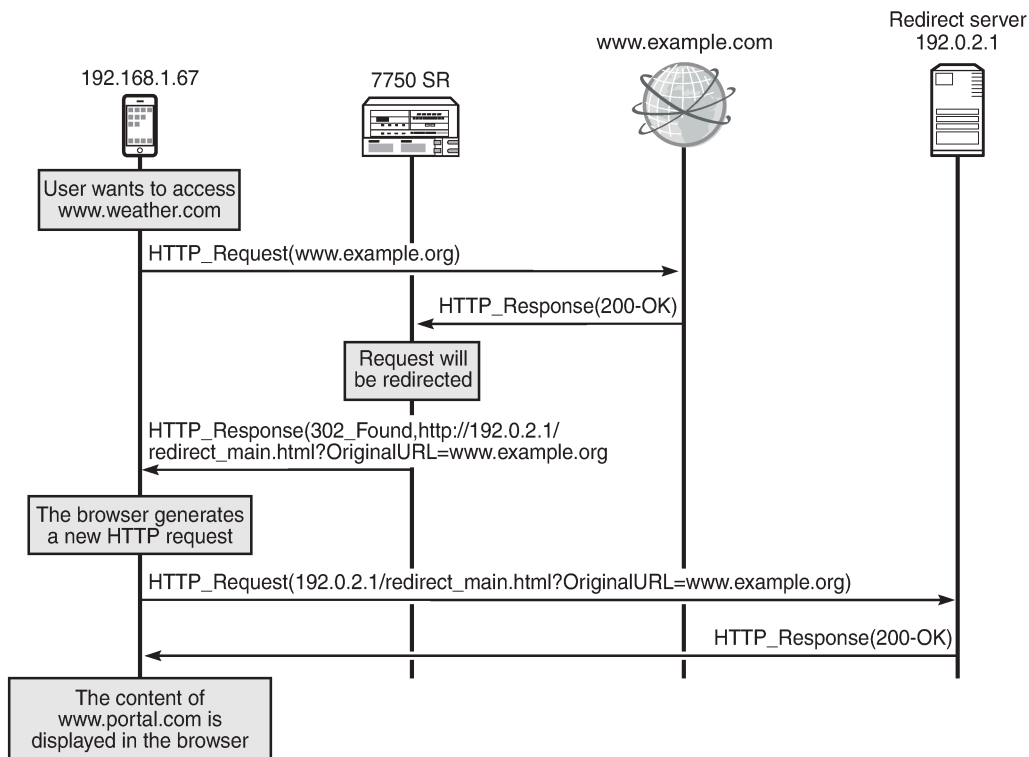 Redirect server
192.0.2.1
www.example.com
192.168.1.67
7750 SR
User wants to access
www.weather.com
HTTP_Request(www.example.org)
HTTP_Response(200-OK)
Request will
be redirected
HTTP_Response(302_Found,http://192.0.2.1/
redirect_main.html?OriginalURL=www.example.org
The browser generates
a new HTTP request
HTTP_Request(192.0.2.1/redirect_main.html?OriginalURL=www.example.org)
HTTP_Response(200-OK)
The content of
www.portal.com is
displayed in the browser